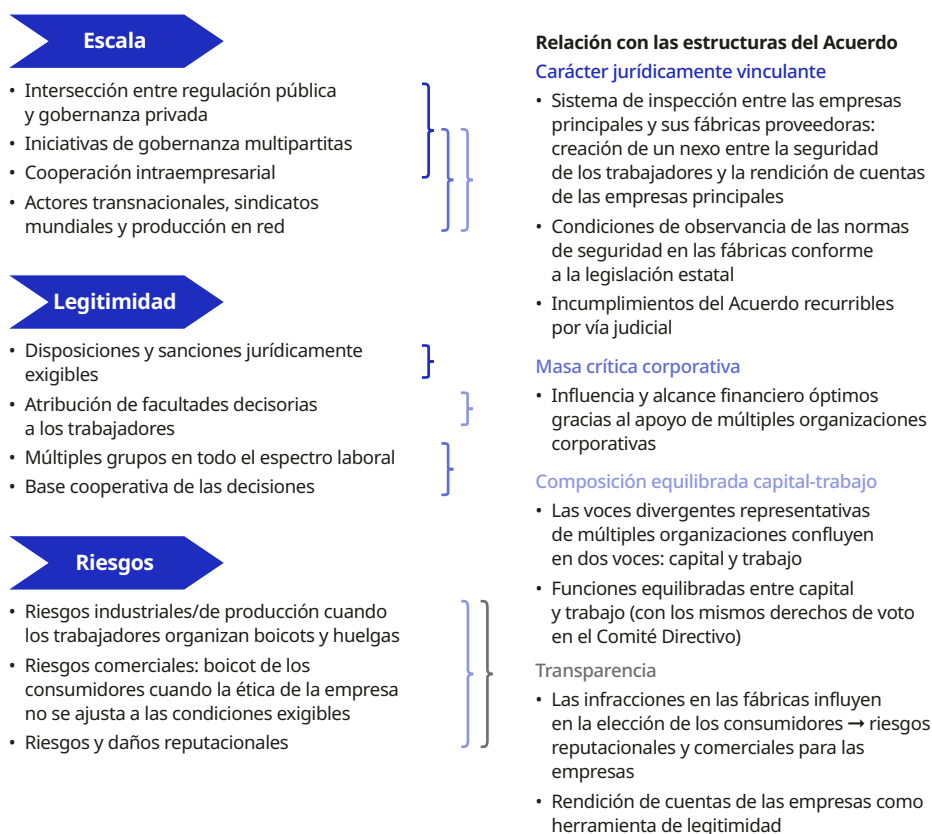 Escala
• Intersección entre regulación pública
y gobernanza privada
• Iniciativas de gobernanza multipartitas
• Cooperación intraempresarial
• Actores transnacionales, sindicatos
mundiales y producción en red
Legitimidad
• Disposiciones y sanciones jurídicamente
exigibles
• Atribución de facultades decisorias
a los trabajadores
• Múltiples grupos en todo el espectro laboral
• Base cooperativa de las decisiones
Riesgos
• Riesgos industriales/de producción cuando
los trabajadores organizan boicots y huelgas
• Riesgos comerciales: boicot de los
consumidores cuando la ética de la empresa
no se ajusta a las condiciones exigibles
• Riesgos y daños reputacionales
Relación con las estructuras del Acuerdo
Carácter jurídicamente vinculante
• Sistema de inspección entre las empresas
principales y sus fábricas proveedoras:
creación de un nexo entre la seguridad
de los trabajadores y la rendición de cuentas
de las empresas principales
• Condiciones de observancia de las normas
de seguridad en las fábricas conforme
a la legislación estatal
• Incumplimientos del Acuerdo recurribles
por vía judicial
Masa crítica corporativa
• Influencia y alcance financiero óptimos
gracias al apoyo de múltiples organizaciones
corporativas
Composición equilibrada capital-trabajo
• Las voces divergentes representativas
de múltiples organizaciones confluyen
en dos voces: capital y trabajo
• Funciones equilibradas entre capital
y trabajo (con los mismos derechos de voto
en el Comité Directivo)
Transparencia
• Las infracciones en las fábricas influyen
en la elección de los consumidores → riesgos
reputacionales y comerciales para las
empresas
• Rendición de cuentas de las empresas como
herramienta de legitimidad